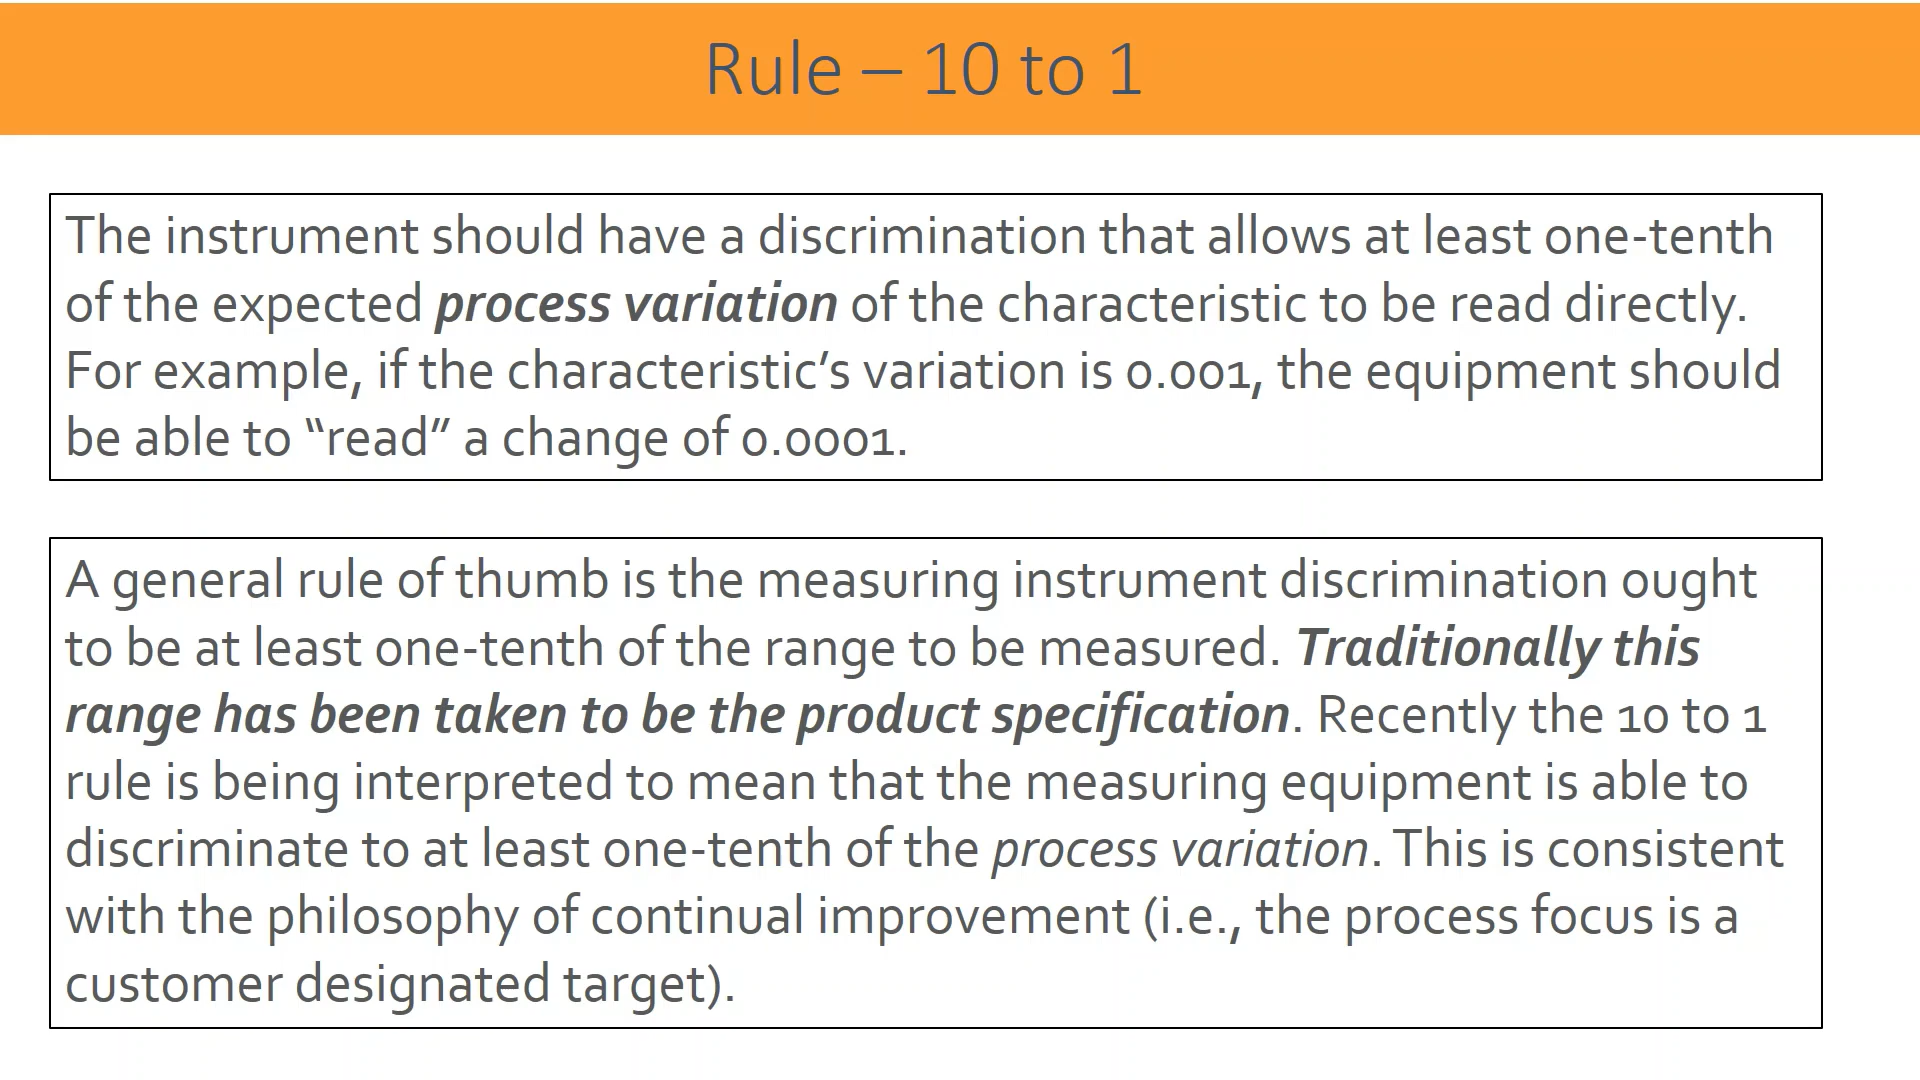 Rule – 10 to 1
The instrument should have a discrimination that allows at least one-tenth
of the expected process variation of the characteristic to be read directly.
For example, if the characteristic’s variation is 0.001, the equipment should
be able to “read” a change of 0.0001.
A general rule of thumb is the measuring instrument discrimination ought
to be at least one-tenth of the range to be measured. Traditionally this
range has been taken to be the product specification. Recently the 10 to 1
rule is being interpreted to mean that the measuring equipment is able to
discriminate to at least one-tenth of the process variation. This is consistent
with the philosophy of continual improvement (i.e., the process focus is a
customer designated target).